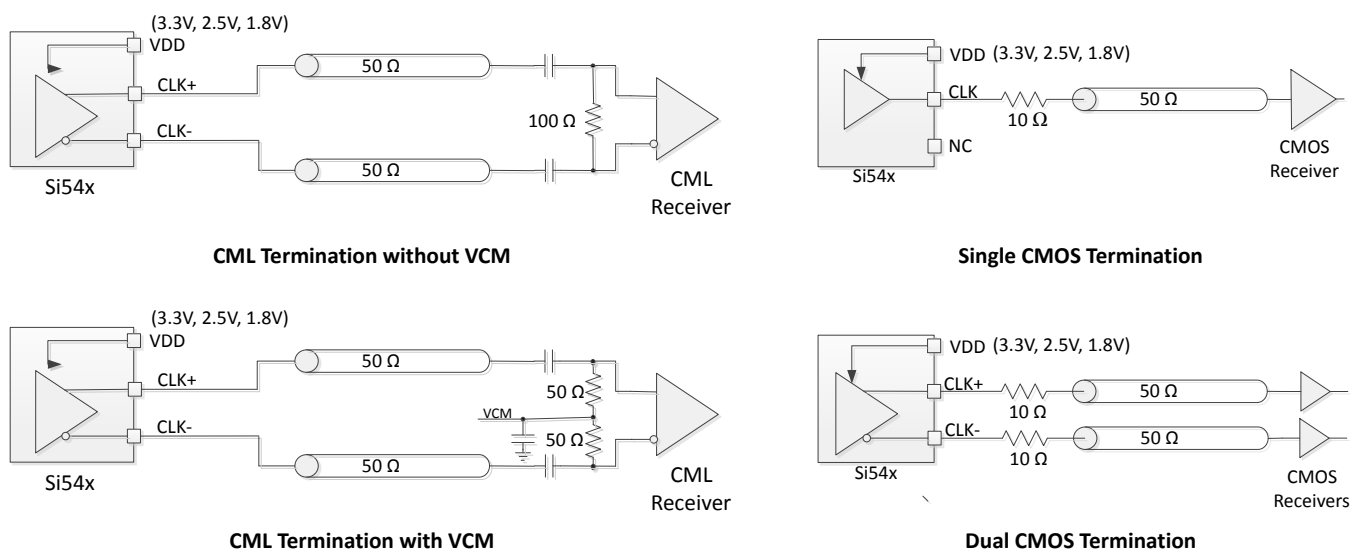 (3.3V, 2.5V, 1.8V)
VDD
CLK+
50 Ω
100 Ω
CLK-
50 Ω
Si54x
CML
Receiver
CML Termination without VCM
VDD (3.3V, 2.5V, 1.8V)
CLK
10 Ω
50 Ω
NC
Si54x
CMOS
Receiver
Single CMOS Termination
(3.3V, 2.5V, 1.8V)
VDD
CLK+
50 Ω
50 Ω
VCM
50 Ω
CLK-
50 Ω
Si54x
CML
Receiver
CML Termination with VCM
VDD (3.3V, 2.5V, 1.8V)
CLK+
10 Ω
50 Ω
CLK-
10 Ω
50 Ω
Si54x
CMOS
Receivers
Dual CMOS Termination